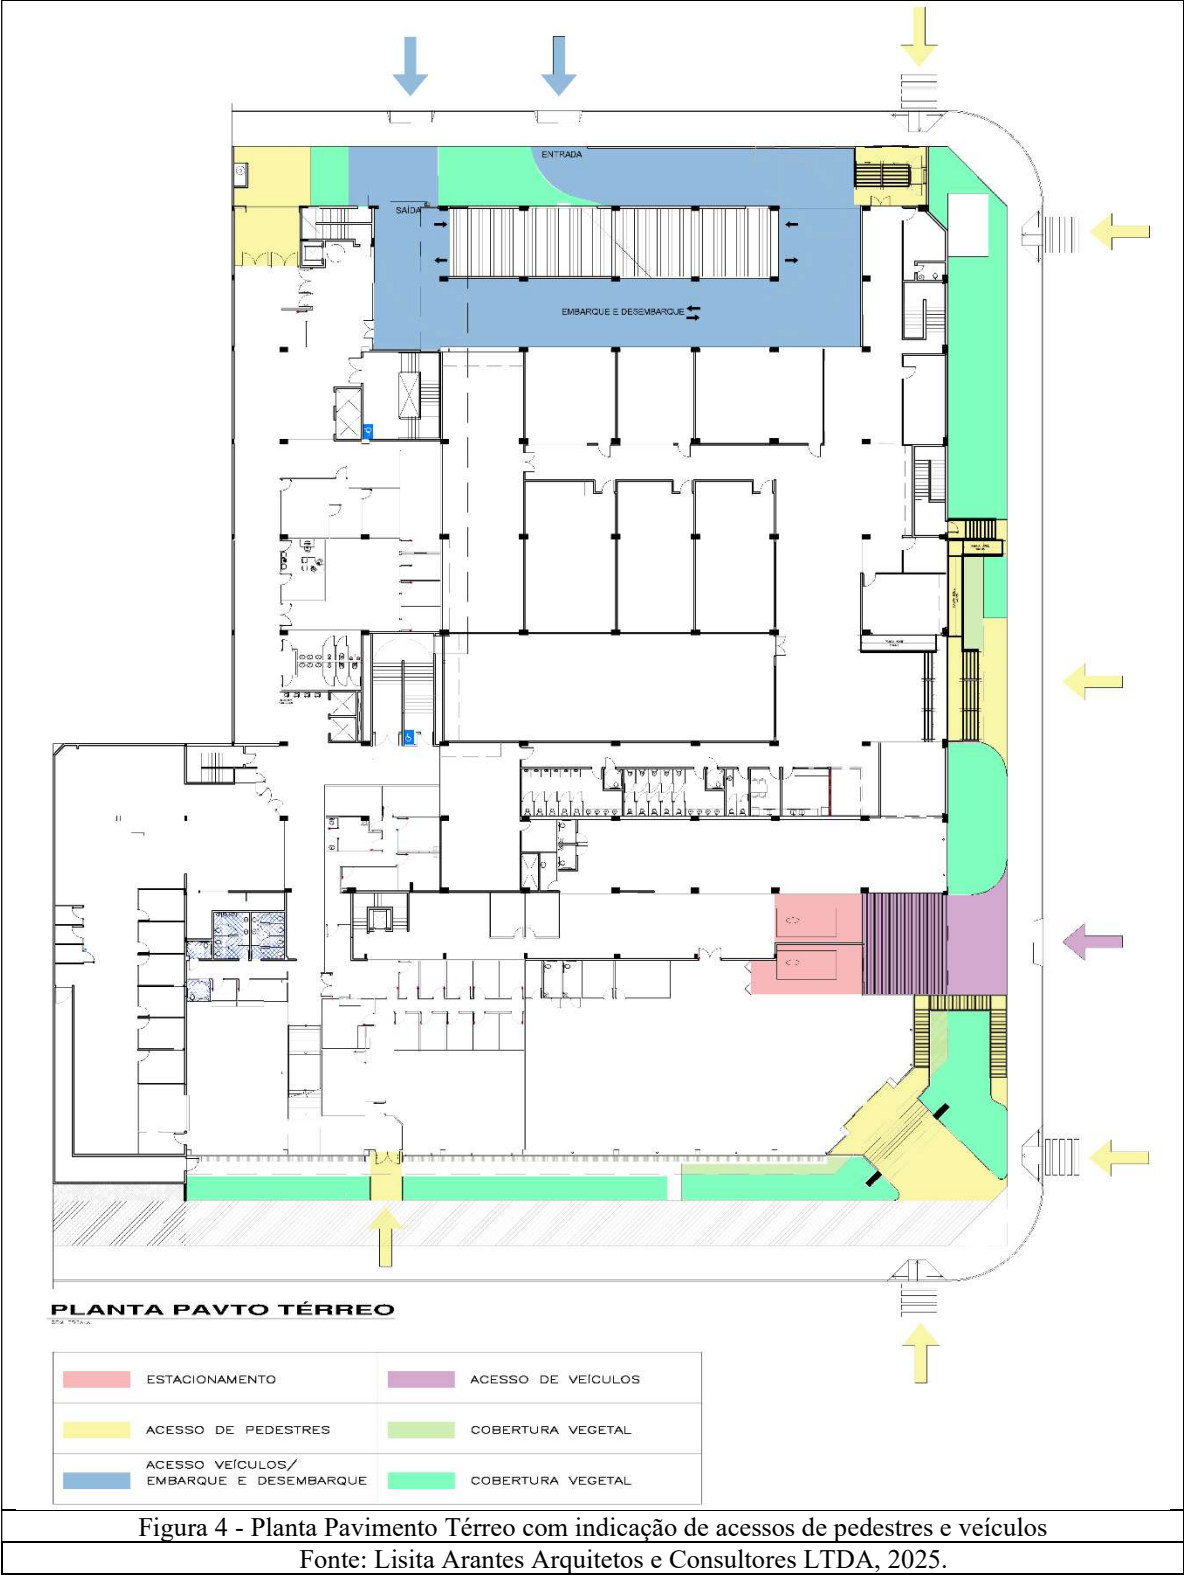 ENTRADA
SAÍDA
EMBARQUE E DESEMBARQUE
PLANTA PAVTO TÉRREO
SEM ESCALA
ESTACIONAMENTO
ACESSO DE VEÍCULOS
ACESSO DE PEDESTRES
COBERTURA VEGETAL
ACESSO VEÍCULOS/
EMBARQUE E DESEMBARQUE
COBERTURA VEGETAL
Figura 4 - Planta Pavimento Térreo com indicação de acessos de pedestres e veículos
Fonte: Lisita Arantes Arquitetos e Consultores LTDA, 2025.